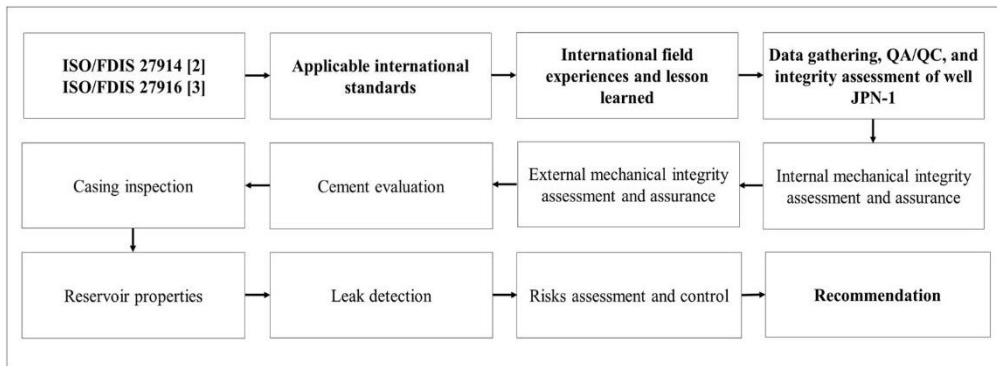 ISO/FDIS 27914 [2]
ISO/FDIS 27916 [3]
Applicable international
standards
International field
experiences and lesson
learned
Data gathering, QA/QC, and
integrity assessment of well
JPN-1
Internal mechanical integrity
assessment and assurance
External mechanical integrity
assessment and assurance
Cement evaluation
Casing inspection
Reservoir properties
Leak detection
Risks assessment and control
Recommendation